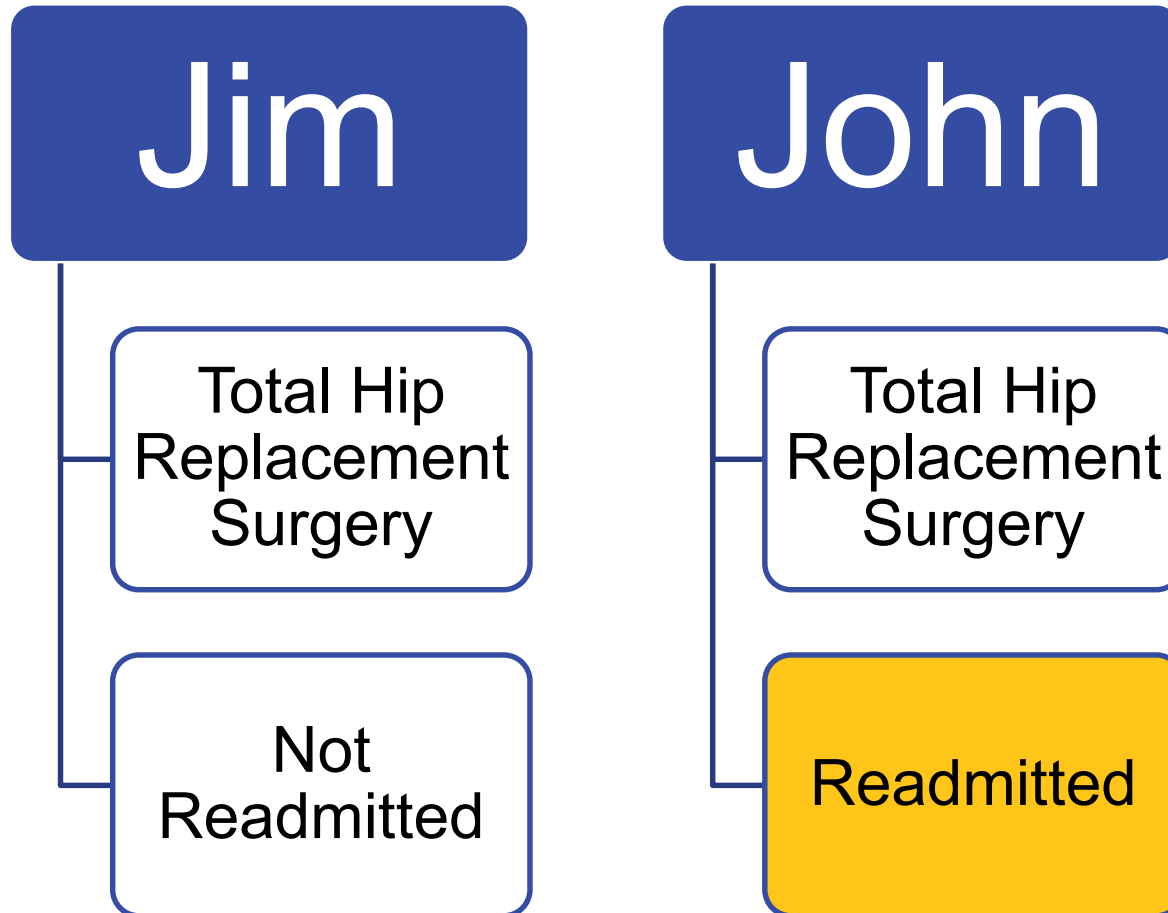 Jim
Total Hip
Replacement
Surgery
Not
Readmitted
John
Total Hip
Replacement
Surgery
Readmitted